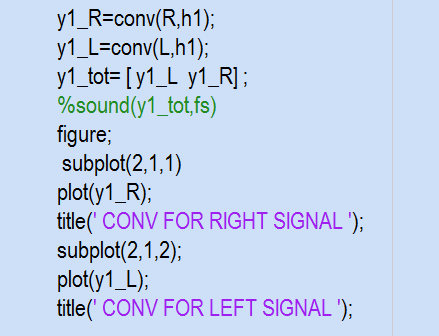 y1_R=conv(R,h1);
y1_L=conv(L,h1);
y1_tot= [ y1_L  y1_R] ;
%sound(y1_tot,fs)
figure;
subplot(2,1,1)
plot(y1_R);
title(' CONV FOR RIGHT SIGNAL ');
subplot(2,1,2);
plot(y1_L);
title(' CONV FOR LEFT SIGNAL ');